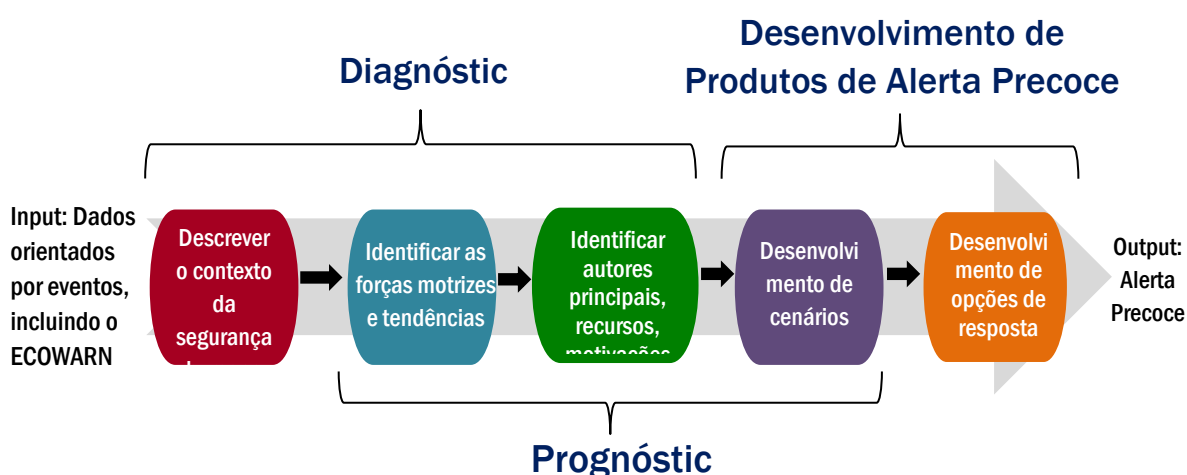 Diagnóstic
Desenvolvimento de
Produtos de Alerta Precoce
Input: Dados
orientados
por eventos,
incluindo o
ECOWARN
Descrever
o contexto
da
segurança
Identificar as
forças motrizes
e tendências
Identificar
autores
principais,
recursos,
motivações
Desenvolvi
mento de
cenários
Desenvolvi
mento de
opções de
resposta
Output:
Alerta
Precoce
Prognóstic